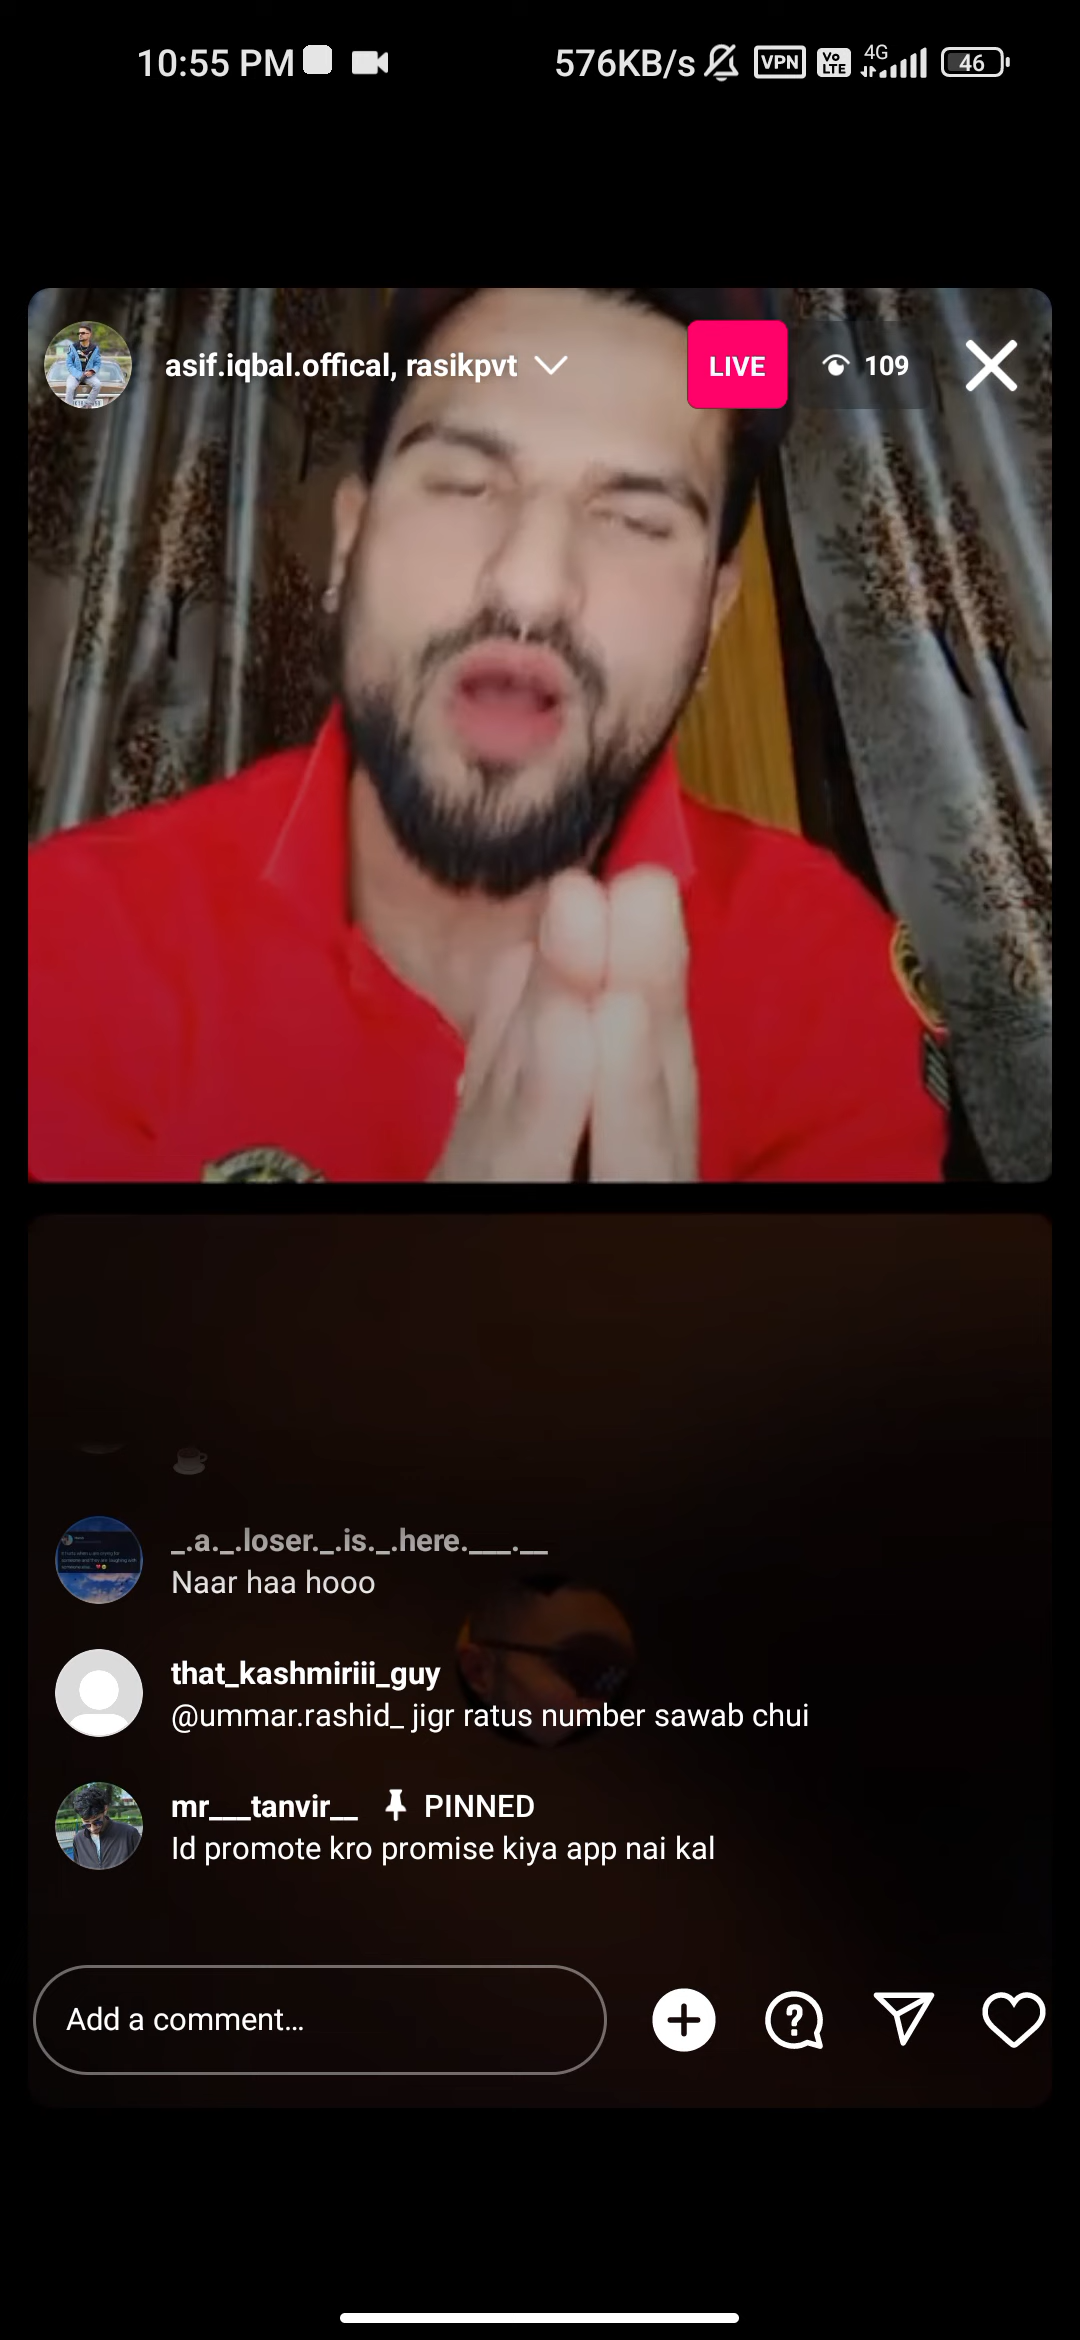 10:55 PM 576KB/s VPN Vo LTE 4G 46
asif.iqbal.offical, rasikpvt LIVE 109
_.a._.loser._.is._.here.___.__
Naar haa hooo
that_kashmiriii_guy
@ummar.rashid_ jigr ratus number sawab chui
mr___tanvir__ PINNED
Id promote kro promise kiya app nai kal
Add a comment...